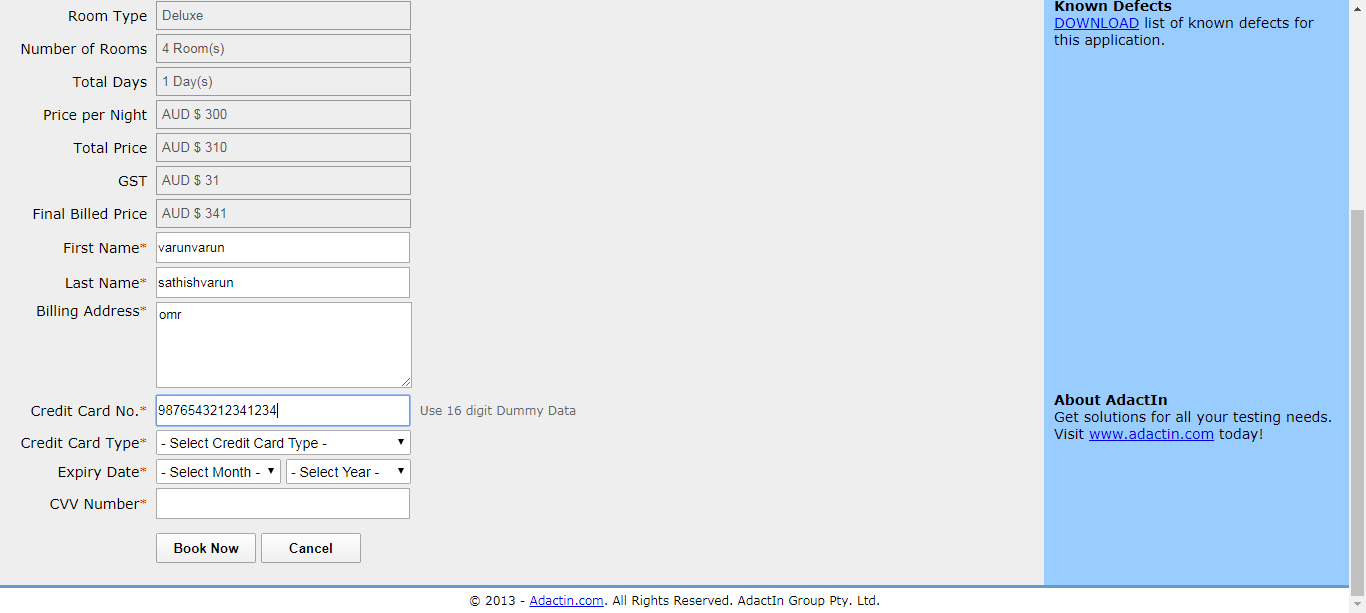 Room Type Deluxe
Number of Rooms 4 Room(s)
Total Days 1 Day(s)
Price per Night AUD $ 300
Total Price AUD $ 310
GST AUD $ 31
Final Billed Price AUD $ 341
First Name* varunvarun
Last Name* sathishvarun
Billing Address* omr
Credit Card No.* 9876543212341234 Use 16 digit Dummy Data
Credit Card Type* - Select Credit Card Type -
Expiry Date* - Select Month - - Select Year -
CVV Number*
Book Now Cancel
Known Defects
DOWNLOAD list of known defects for
this application.
About AdactIn
Get solutions for all your testing needs.
Visit www.adactin.com today!
© 2013 - Adactin.com. All Rights Reserved. AdactIn Group Pty. Ltd.